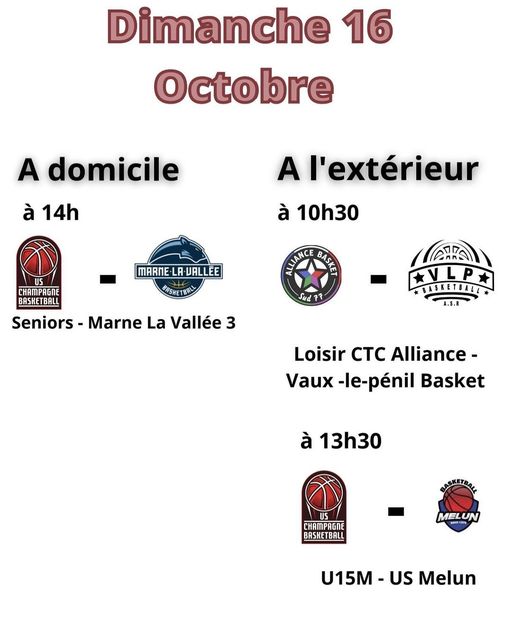 Dimanche 16
Octobre
A domicile
à 14h
US
CHAMPAGNE
BASKETBALL
-
MARNE-LA-VALLÉE
BASKETBALL
Seniors - Marne La Vallée 3
A l'extérieur
à 10h30
ALLIANCE BASKET
Sud 77
-
VLP
BASKETBALL
A.S.R
Loisir CTC Alliance -
Vaux -le-pénil Basket
à 13h30
US
CHAMPAGNE
BASKETBALL
-
BASKETBALL
MELUN
U15M - US Melun